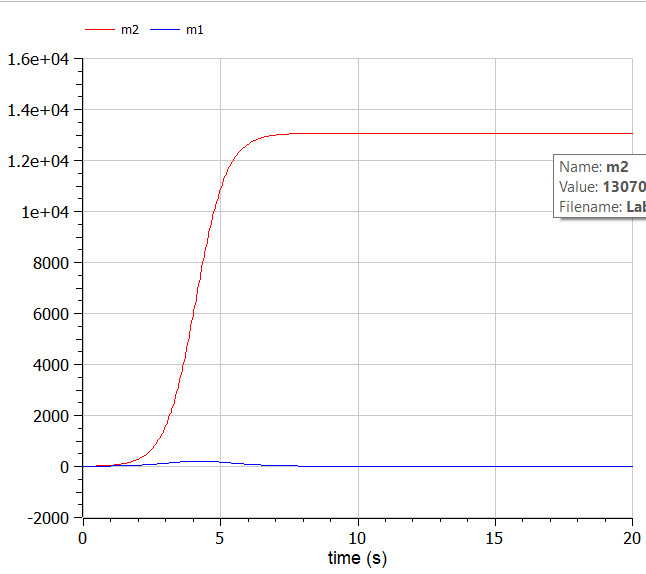 m2 m1
1.6e+04
1.4e+04
1.2e+04
1e+04
8000
6000
4000
2000
0
-2000
Name: m2
Value: 13070
Filename: Lab
0 5 10 15 20
time (s)